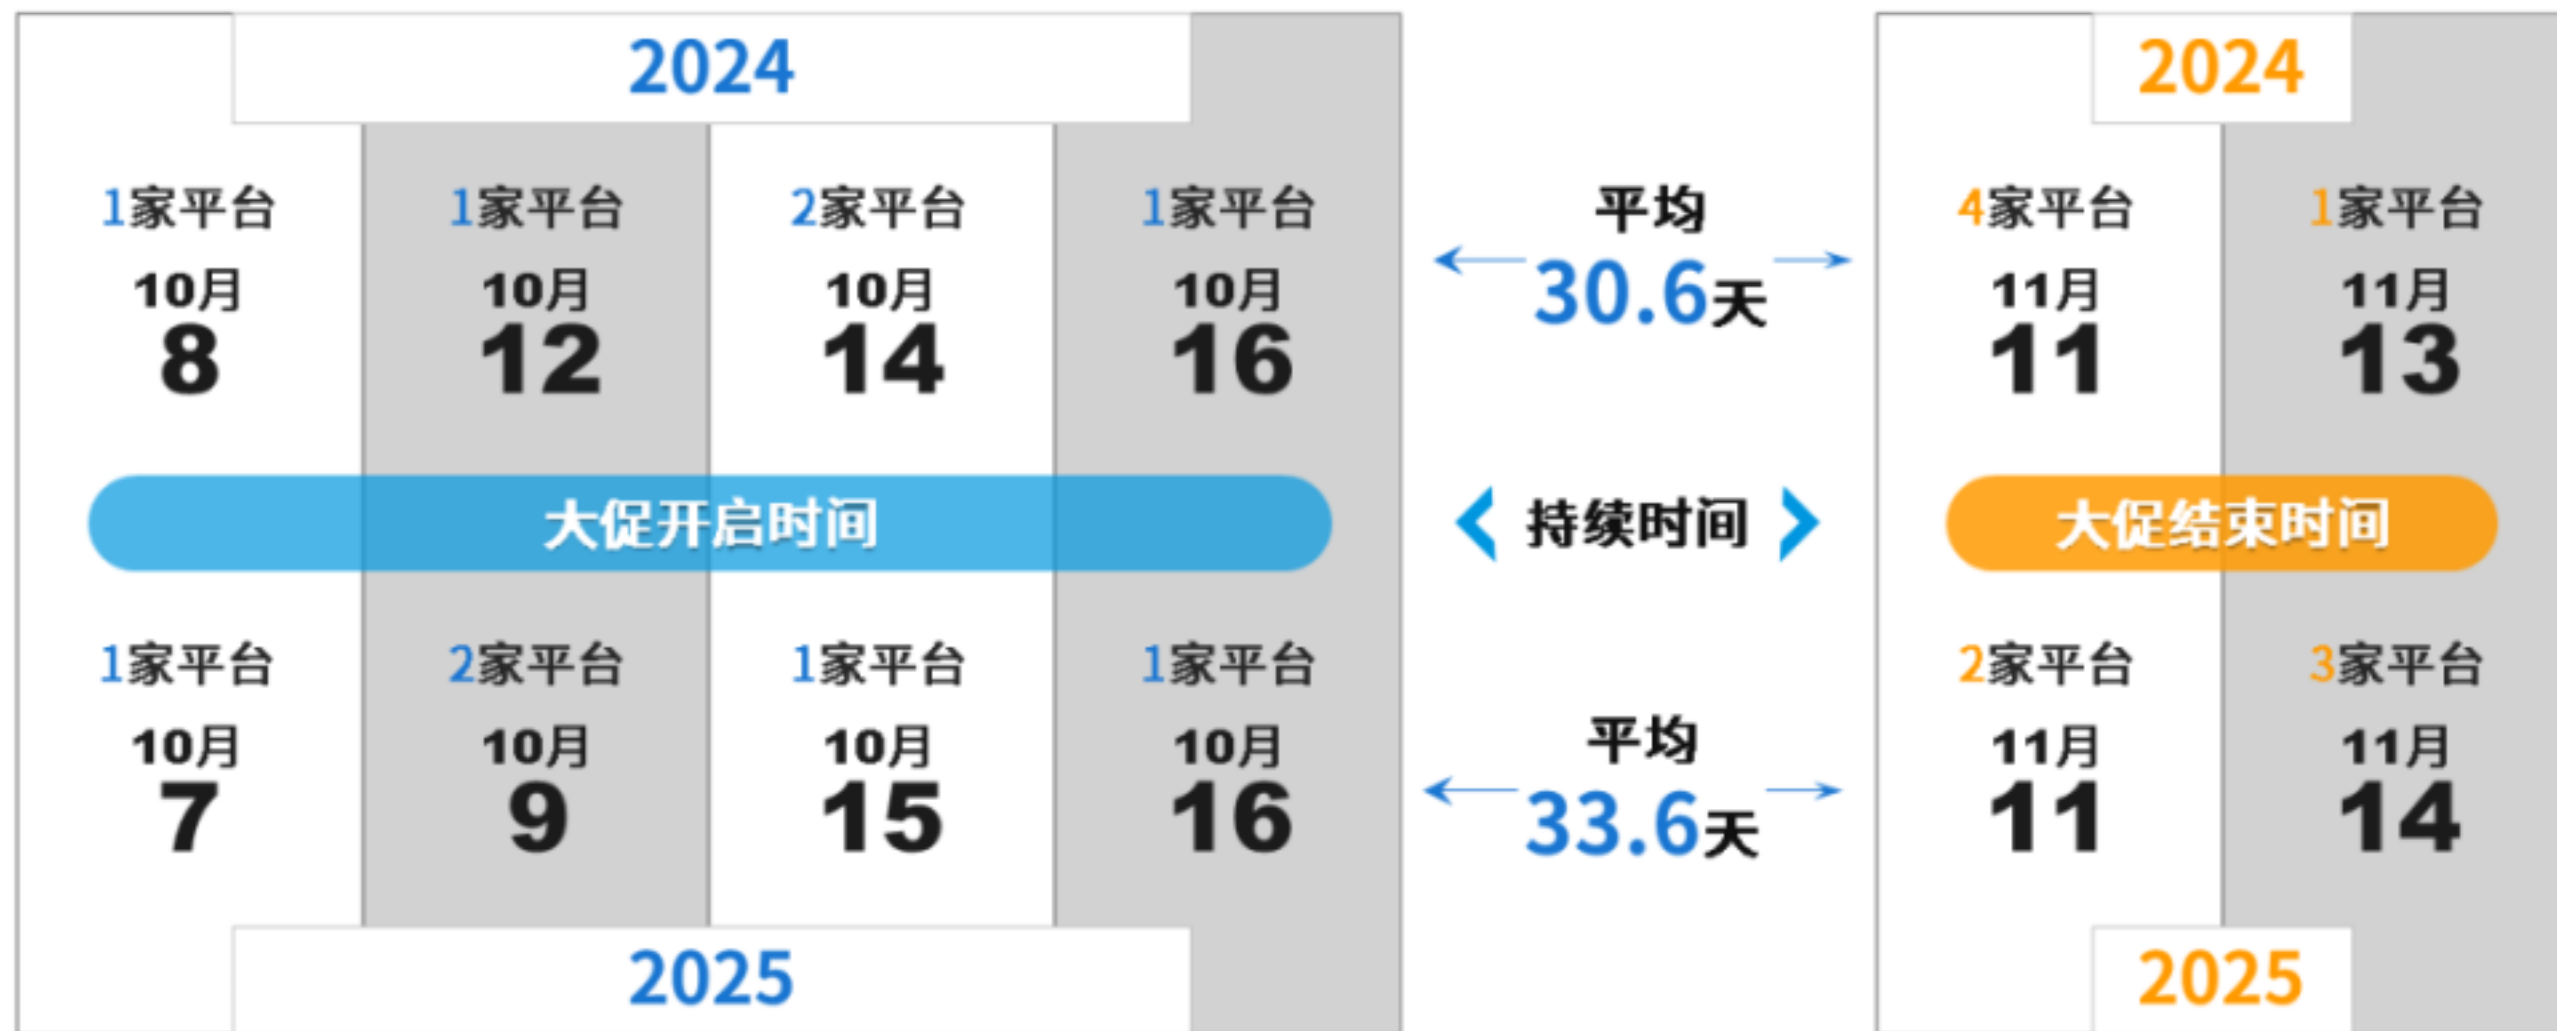 2024
1家平台 1家平台 2家平台 1家平台
10月 10月 10月 10月
8 12 14 16
平均
30.6天
2024
4家平台 1家平台
11月 11月
11 13
大促开启时间
持续时间
大促结束时间
1家平台 2家平台 1家平台 1家平台
10月 10月 10月 10月
7 9 15 16
2025
平均
33.6天
2家平台 3家平台
11月 11月
11 14
2025